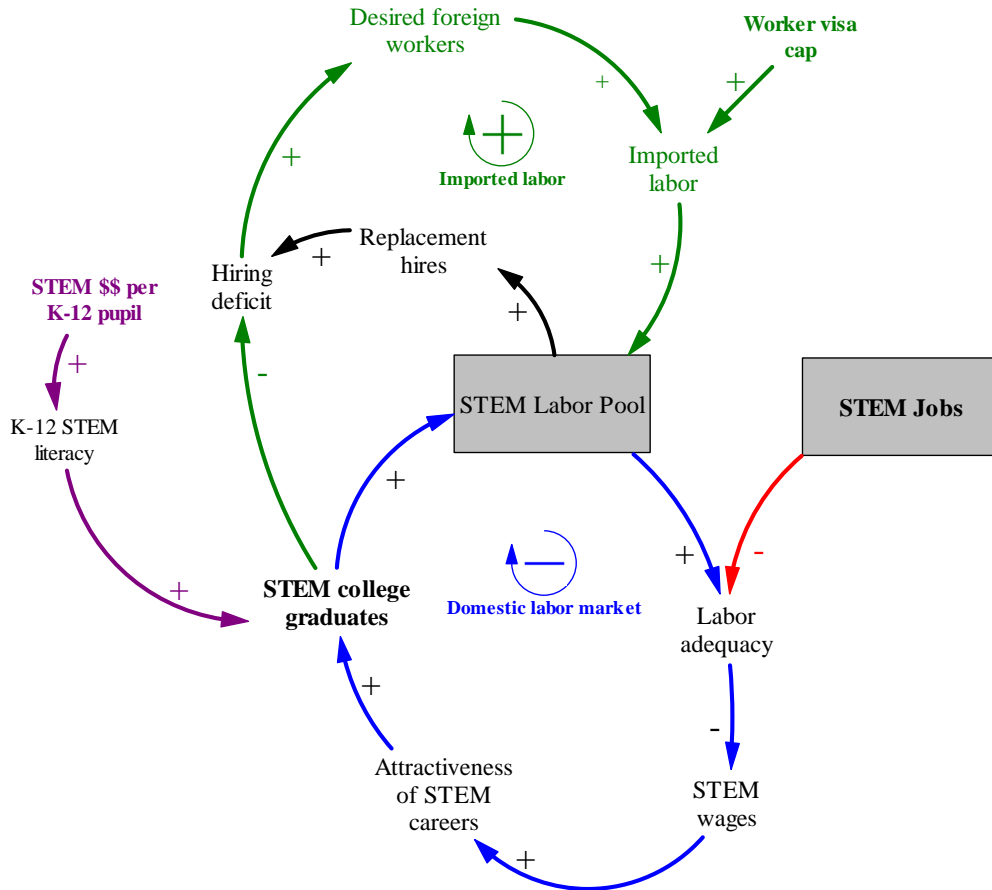 Desired foreign
workers
Worker visa
cap
+
+
+
Imported labor
Imported
labor
+
Replacement
hires
+
Hiring
deficit
+
STEM $$ per
K-12 pupil
+
+
-
STEM Labor Pool
STEM Jobs
K-12 STEM
literacy
+
+
-
+
STEM college
graduates
Domestic labor market
Labor
adequacy
+
-
Attractiveness
of STEM
careers
STEM
wages
+